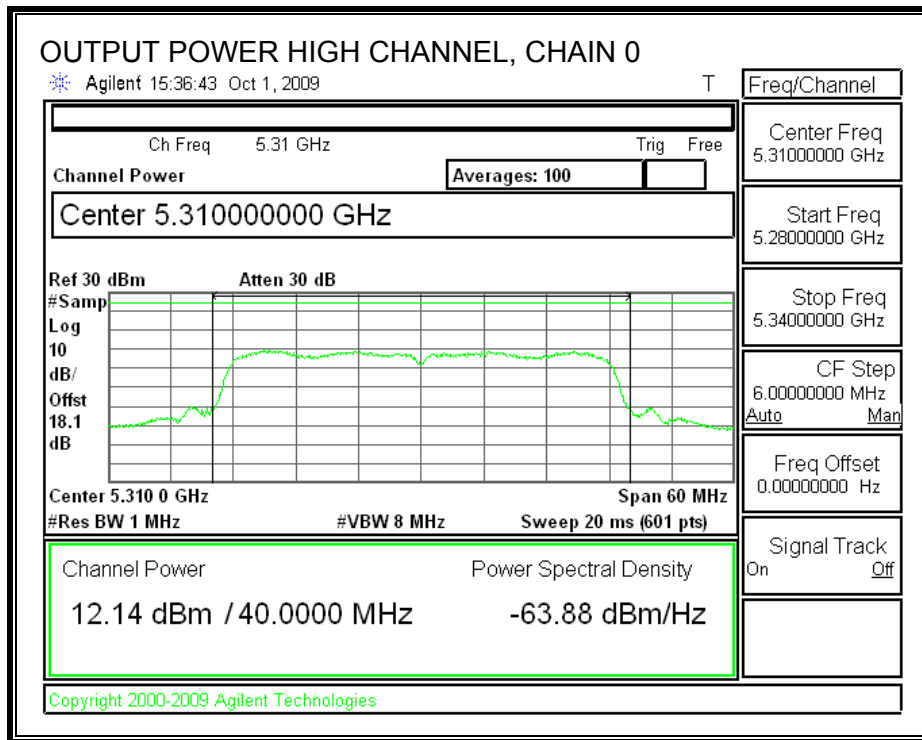 OUTPUT POWER HIGH CHANNEL, CHAIN 0
Agilent 15:36:43 Oct 1, 2009 T
Freq/Channel
Ch Freq 5.31 GHz Trig Free
Channel Power Averages: 100
Center 5.310000000 GHz
Ref 30 dBm Atten 30 dB
#Samp
Log
10
dB/
Offst
18.1
dB
Center 5.310 0 GHz Span 60 MHz
#Res BW 1 MHz #VBW 8 MHz Sweep 20 ms (601 pts)
Channel Power Power Spectral Density
12.14 dBm / 40.0000 MHz -63.88 dBm/Hz
Copyright 2000-2009 Agilent Technologies
Center Freq
5.31000000 GHz
Start Freq
5.28000000 GHz
Stop Freq
5.34000000 GHz
CF Step
6.00000000 MHz
Auto Man
Freq Offset
0.00000000 Hz
Signal Track
On Off